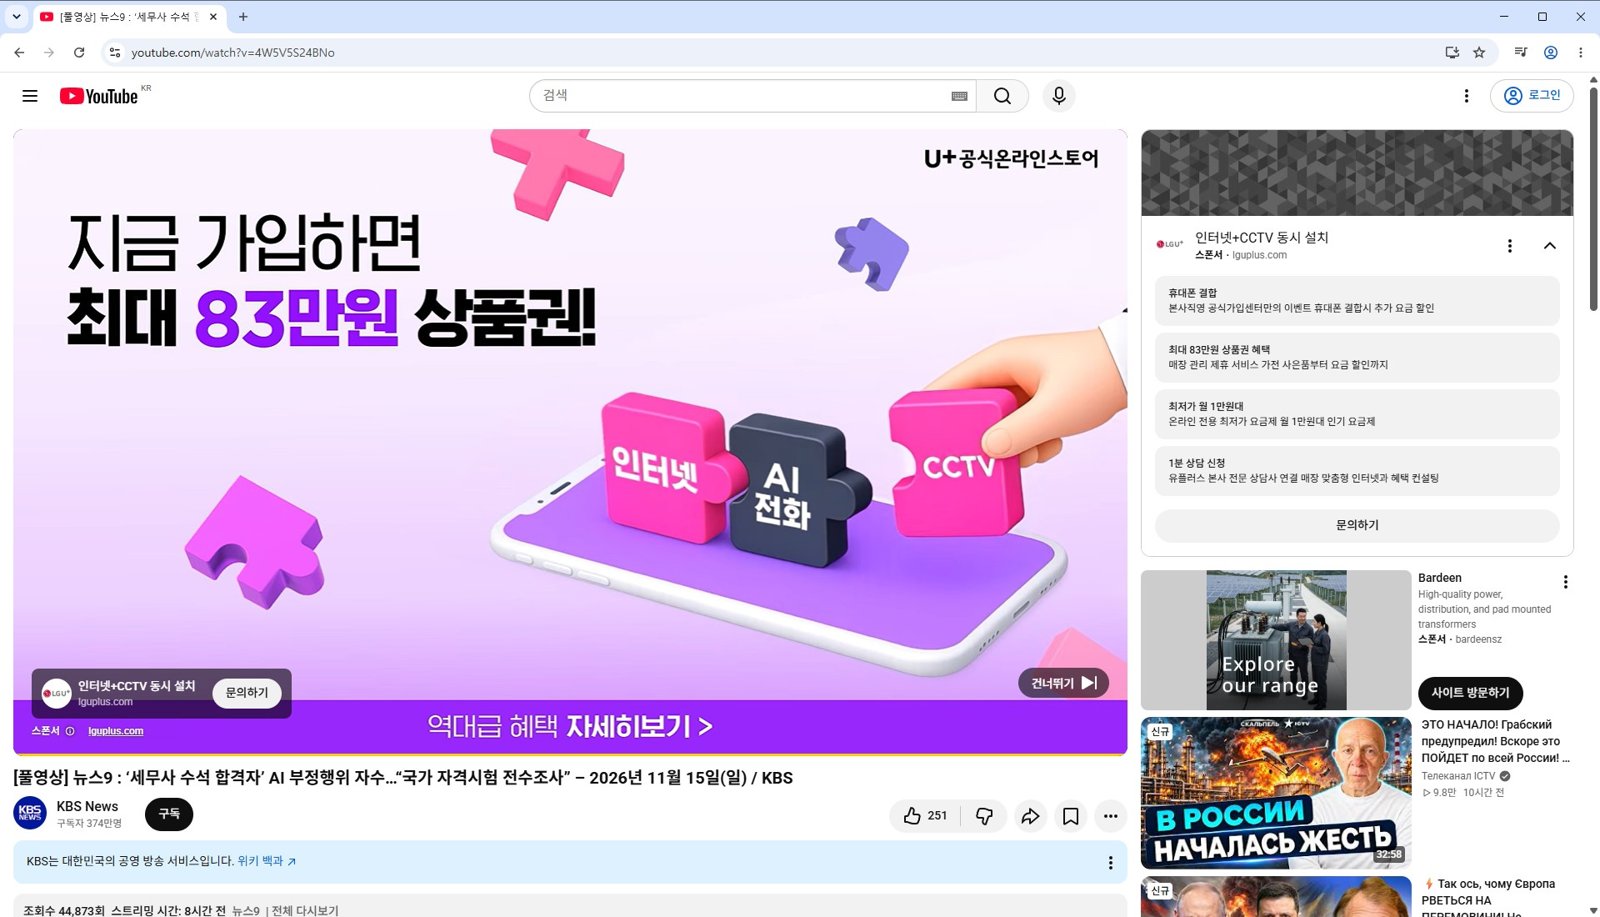 [풀영상] 뉴스9 : ‘세무사 수석 합
youtube.com/watch?v=4W5V5S24BNo
YouTube KR
검색
로그인
U+공식온라인스토어
지금 가입하면
최대 83만원 상품권!
인터넷
AI
전화
CCTV
LGU+
인터넷+CCTV 동시 설치
lguplus.com
문의하기
건너뛰기
스폰서
lguplus.com
역대급 혜택 자세히보기 >
[풀영상] 뉴스9 : ‘세무사 수석 합격자’ AI 부정행위 자수…“국가 자격시험 전수조사” – 2026년 11월 15일(일) / KBS
KBS NEWS
KBS News
구독자 374만명
구독
251
KBS는 대한민국의 공영 방송 서비스입니다. 위키 백과
조회수 44,873회 스트리밍 시간: 8시간 전 뉴스9 | 전체 다시보기
LGU+
인터넷+CCTV 동시 설치
스폰서 · lguplus.com
휴대폰 결합
본사직영 공식가입센터만의 이벤트 휴대폰 결합시 추가 요금 할인
최대 83만원 상품권 혜택
매장 관리 제휴 서비스 가전 사은품부터 요금 할인까지
최저가 월 1만원대
온라인 전용 최저가 요금제 월 1만원대 인기 요금제
1분 상담 신청
유플러스 본사 전문 상담사 연결 매장 맞춤형 인터넷과 혜택 컨설팅
문의하기
Explore
our range
Bardeen
High-quality power,
distribution, and pad mounted
transformers
스폰서 · bardeensz
사이트 방문하기
신규
СКАЛЬПЕЛЬ ICTV
В РОССИИ
НАЧАЛАСЬ ЖЕСТЬ
32:58
ЭТО НАЧАЛО! Грабский
предупредил! Вскоре это
ПОЙДЕТ по всей России! ...
Телеканал ICTV
9.8만 10시간 전
신규
Так ось, чому Європа
РВЕТЬСЯ НА
ПЕРЕМОВИНИ! Но